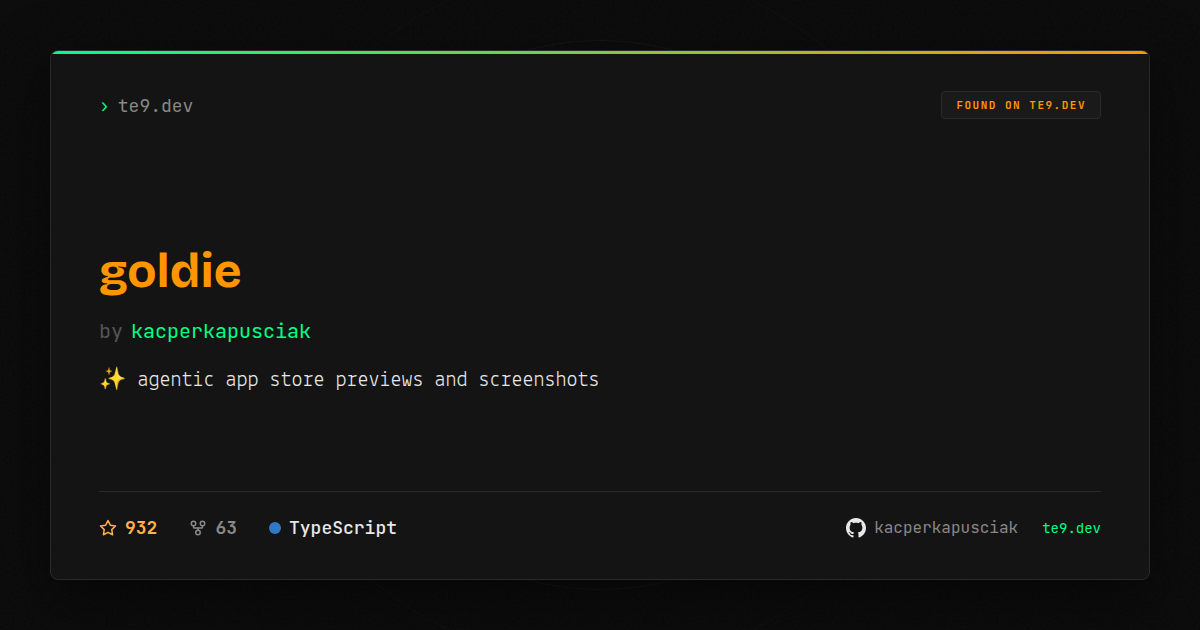 › te9.dev
FOUND ON TE9.DEV
goldie
by kacperkapusciak
✨ agentic app store previews and screenshots
932 63 TypeScript
kacperkapusciak te9.dev